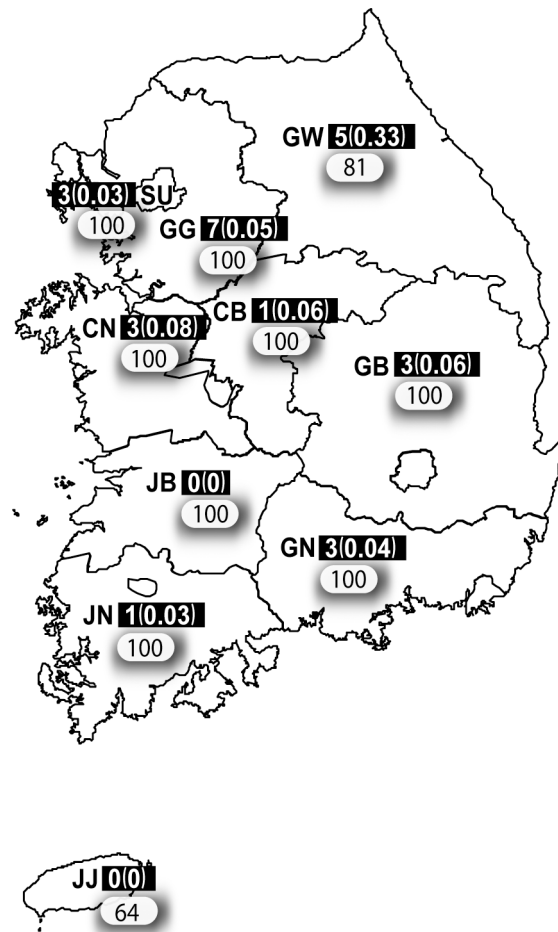 GW 5(0.33)
81
3(0.03) SU
100
GG 7(0.05)
100
CB 1(0.06)
100
CN 3(0.08)
100
GB 3(0.06)
100
JB 0(0)
100
GN 3(0.04)
100
JN 1(0.03)
100
JJ 0(0)
64